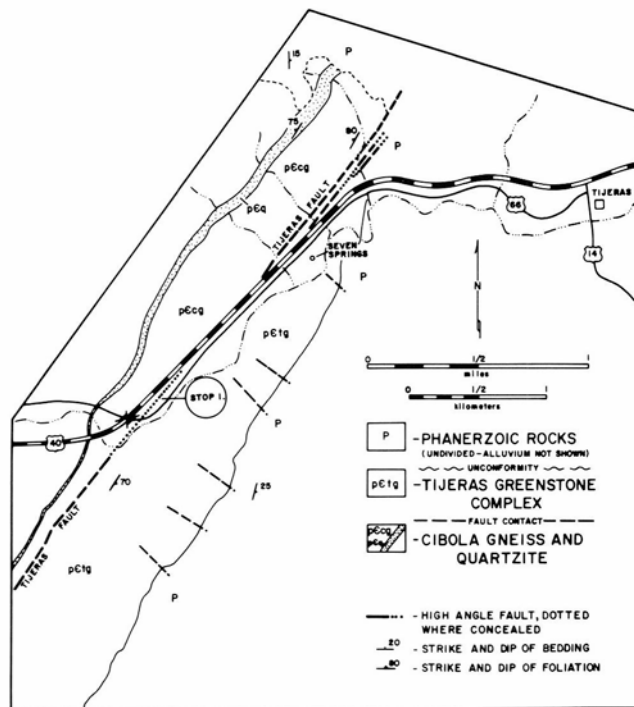 15
P
75
80
P
pЄcg
pЄq
TIJERAS FAULT
66
TIJERAS
14
SEVEN
SPRINGS
P
N
pЄcg
pЄtg
STOP 1.
P
40
70
25
TIJERAS FAULT
pЄtg
P
0 1/2 1
miles
0 1/2 1
kilometers
P -PHANERZOIC ROCKS
(UNDIVIDED-ALLUVIUM NOT SHOWN)
UNCONFORMITY
pЄtg -TIJERAS GREENSTONE
COMPLEX
FAULT CONTACT
pЄcg
pЄq
-CIBOLA GNEISS AND
QUARTZITE
-HIGH ANGLE FAULT, DOTTED
WHERE CONCEALED
20 -STRIKE AND DIP OF BEDDING
80 -STRIKE AND DIP OF FOLIATION